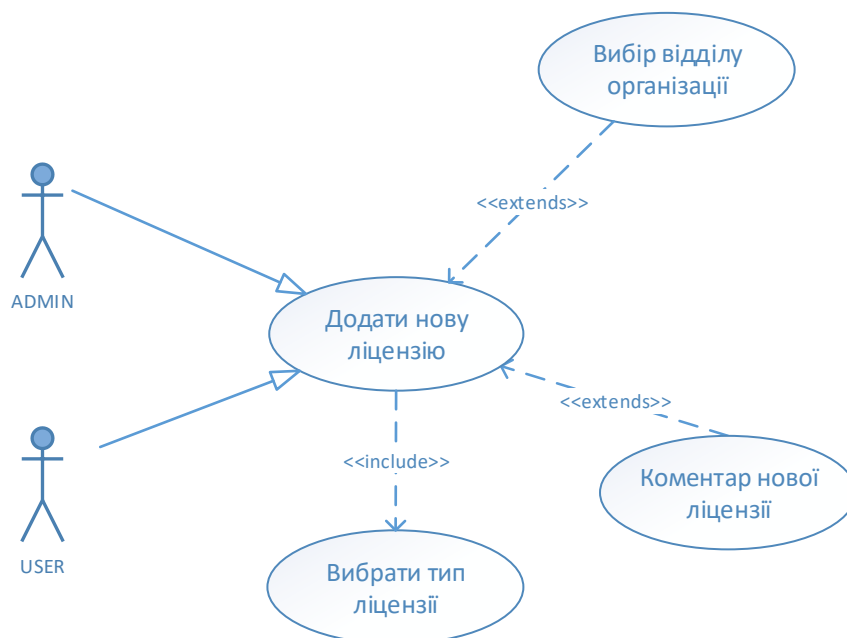 Вибір відділу
організації
<<extends>>
ADMIN
Додати нову
ліцензію
<<extends>>
<<include>>
Коментар нової
ліцензії
USER
Вибрати тип
ліцензії